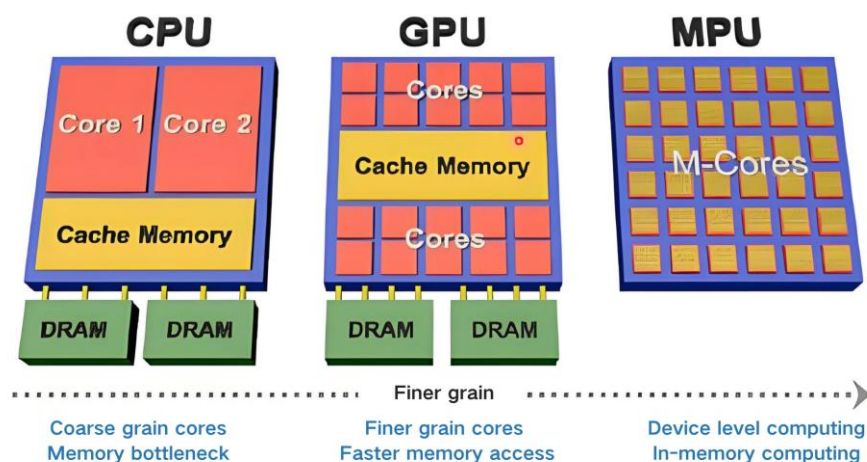 CPU
GPU
MPU
Core 1
Core 2
Cache Memory
DRAM
DRAM
Cores
Cache Memory
Cores
DRAM
DRAM
M-Cores
Finer grain
Coarse grain cores
Memory bottleneck
Finer grain cores
Faster memory access
Device level computing
In-memory computing